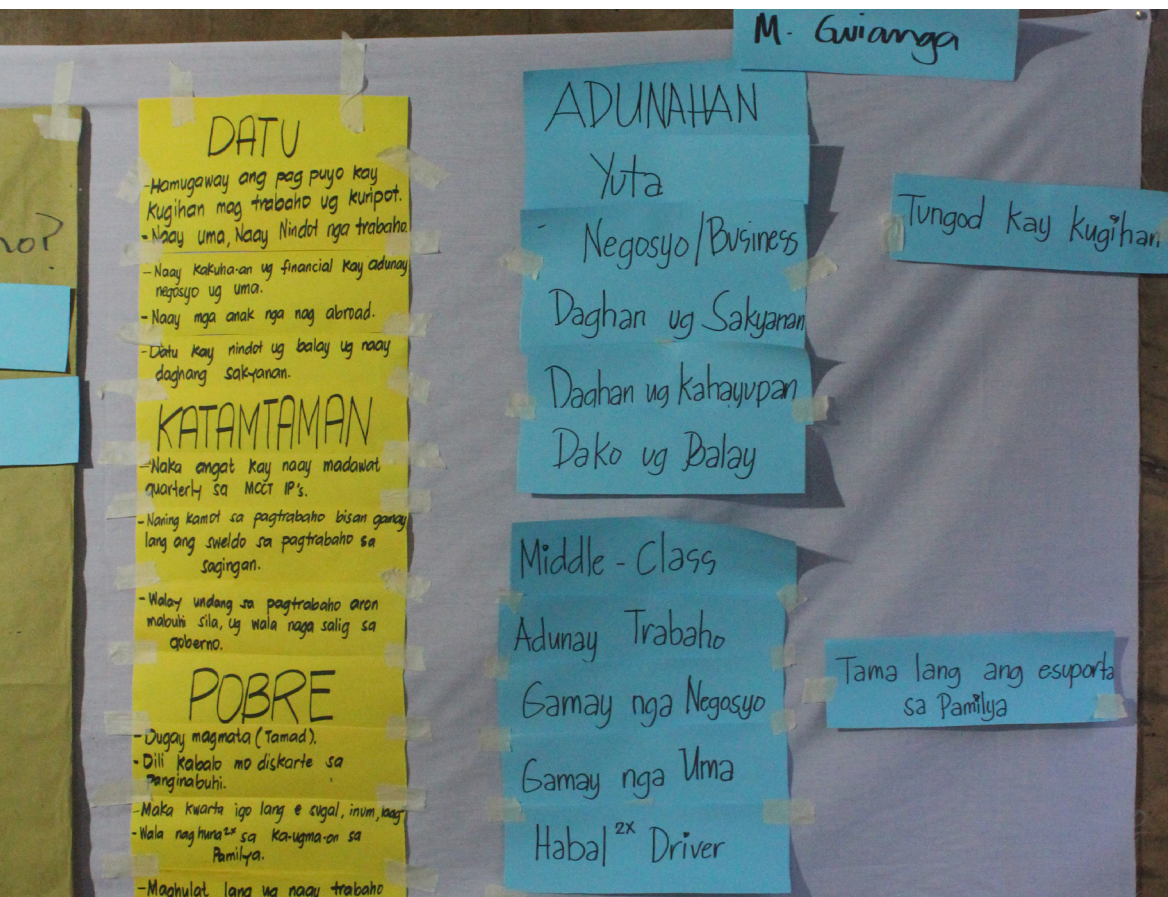 no?
DATU
-Hamugaway ang pag puyo kay
kugihan mag trabaho ug kuripot.
- Naay uma, Naay Nindot nga trabaho.
- Naay kakuha-an ug financial kay adunay
negosyo ug uma.
- Naay mga anak nga nag abroad.
-Datu kay nindot ug balay ug naay
daghang sakyanan.
KATAMTAMAN
-Naka angat kay naay madawat
quarterly sa MCCT IP's.
-Naning kamot sa pagtrabaho bisan gamay
lang ang sweldo sa pagtrabaho sa
sagingan.
- Walay undang sa pagtrabaho aron
mabuhi sila, ug wala naga salig sa
goberno.
POBRE
- Dugay magmata (Tamad).
- Dili kabalo mo diskarte sa
Panginabuhi.
-Maka kwarta igo lang e sugal, inum, laag
-Wala nag huna 2x sa ka-ugma-on sa
Pamilya.
-Maghulat lang ug naay trabaho
M. Guianga
ADUNAHAN
Yuta
- Negosyo/Business
Daghan ug Sakyanan
Daghan ug Kahayupan
Dako ug Balay
Tungod kay kugihan
Middle-Class
Adunay Trabaho
Gamay nga Negosyo
Gamay nga Uma
Habal 2x Driver
Tama lang ang esuporta
sa Pamilya